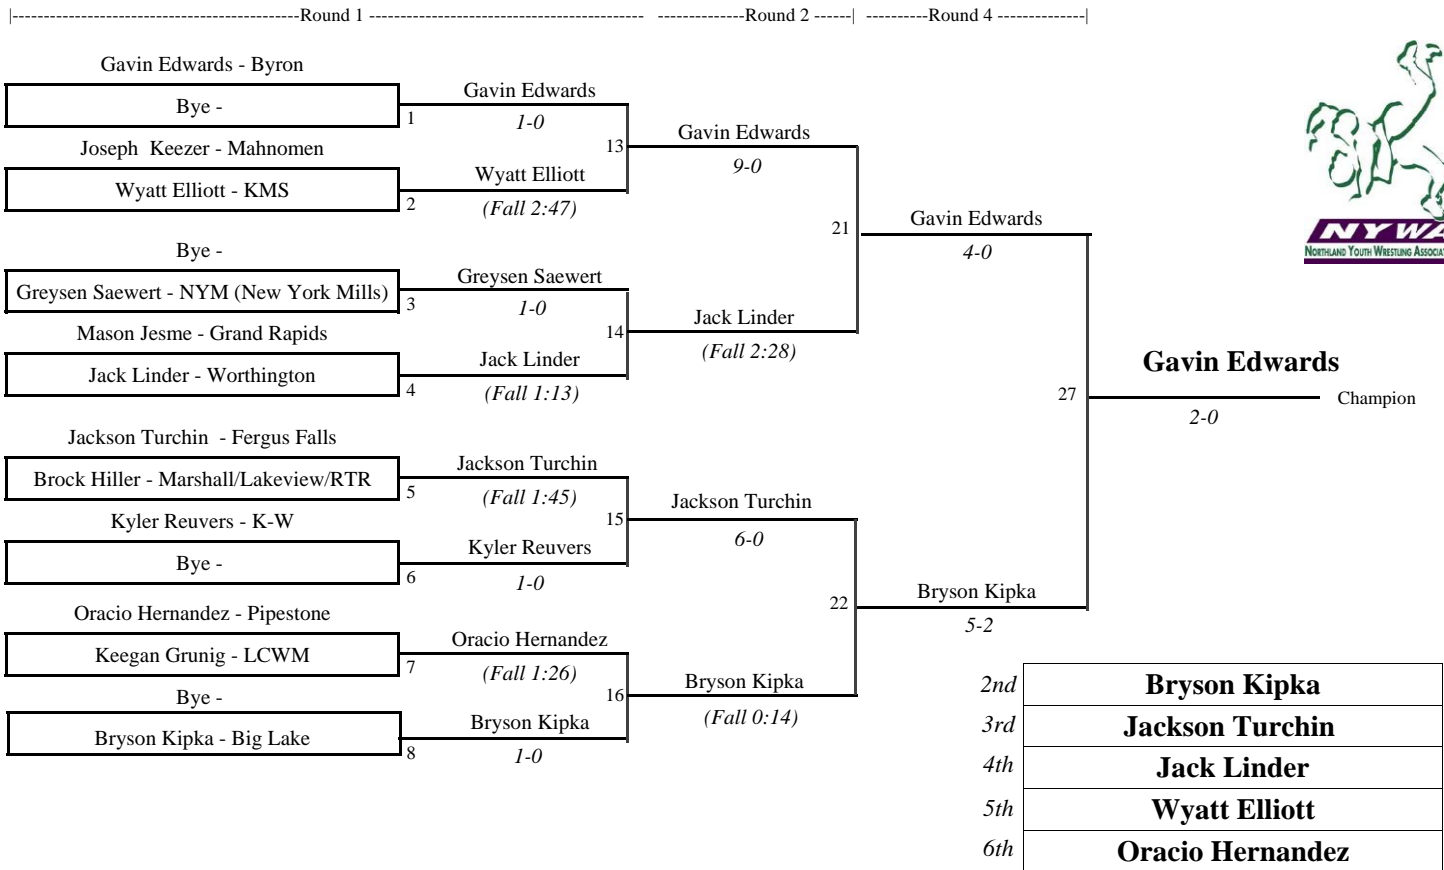 |----------------------------------------------Round 1 -------------------------------------------- --------------Round 2 ------| ----------Round 4 --------------|
Gavin Edwards - Byron
Bye -
1
Joseph  Keezer - Mahnomen
Wyatt Elliott - KMS
2
Bye -
Greysen Saewert - NYM (New York Mills)
3
Mason Jesme - Grand Rapids
Jack Linder - Worthington
4
Jackson Turchin  - Fergus Falls
Brock Hiller - Marshall/Lakeview/RTR
5
Kyler Reuvers - K-W
Bye -
6
Oracio Hernandez - Pipestone
Keegan Grunig - LCWM
7
Bye -
Bryson Kipka - Big Lake
8
Gavin Edwards
1-0
13
Wyatt Elliott
(Fall 2:47)
Greysen Saewert
1-0
14
Jack Linder
(Fall 1:13)
Jackson Turchin
(Fall 1:45)
15
Kyler Reuvers
1-0
Oracio Hernandez
(Fall 1:26)
16
Bryson Kipka
1-0
Gavin Edwards
9-0
21
Jack Linder
(Fall 2:28)
Jackson Turchin
6-0
22
Bryson Kipka
(Fall 0:14)
Gavin Edwards
4-0
27
Bryson Kipka
5-2
NYWA
NORTHLAND YOUTH WRESTLING
Gavin Edwards
Champion
2-0
2nd Bryson Kipka
3rd Jackson Turchin
4th Jack Linder
5th Wyatt Elliott
6th Oracio Hernandez